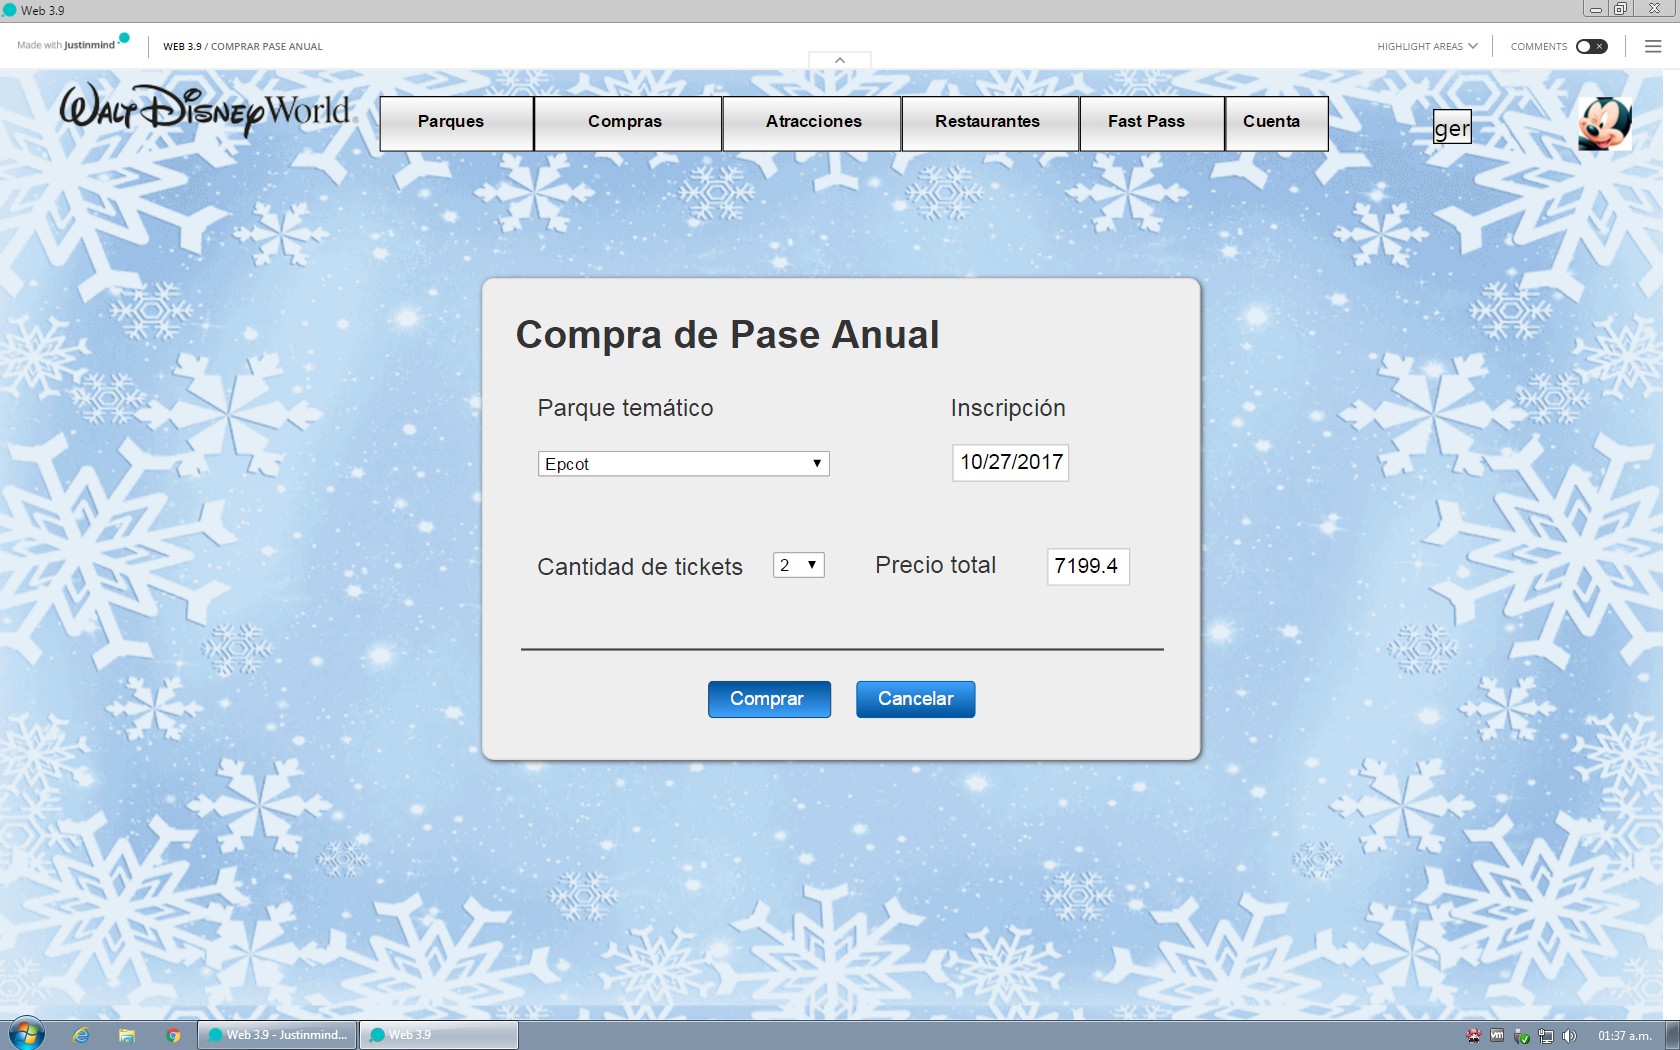 Web 3.9
Made with Justinmind
WEB 3.9 / COMPRAR PASE ANUAL
HIGHLIGHT AREAS
COMMENTS
WALT DISNEY World
Parques
Compras
Atracciones
Restaurantes
Fast Pass
Cuenta
ger
Compra de Pase Anual
Parque temático
Inscripción
Epcot
10/27/2017
Cantidad de tickets
2
Precio total
7199.4
Comprar
Cancelar
Web 3.9 - Justinmind...
Web 3.9
vm
01:37 a.m.